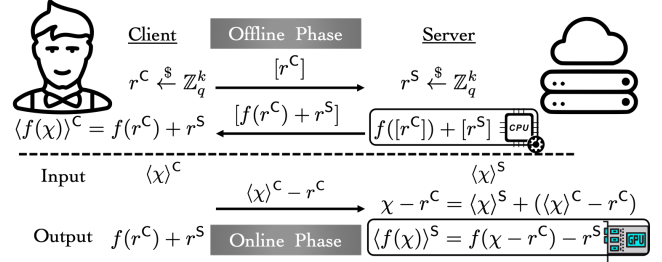 Client Offline Phase Server
r^C ←$ ℤ_q^k [r^C] r^S ←$ ℤ_q^k
⟨f(χ)⟩^C = f(r^C) + r^S [f(r^C) + r^S] f([r^C]) + [r^S] CPU
Input ⟨χ⟩^C ⟨χ⟩^S
⟨χ⟩^C − r^C χ − r^C = ⟨χ⟩^S + (⟨χ⟩^C − r^C)
Output f(r^C) + r^S Online Phase ⟨f(χ)⟩^S = f(χ − r^C) − r^S GPU